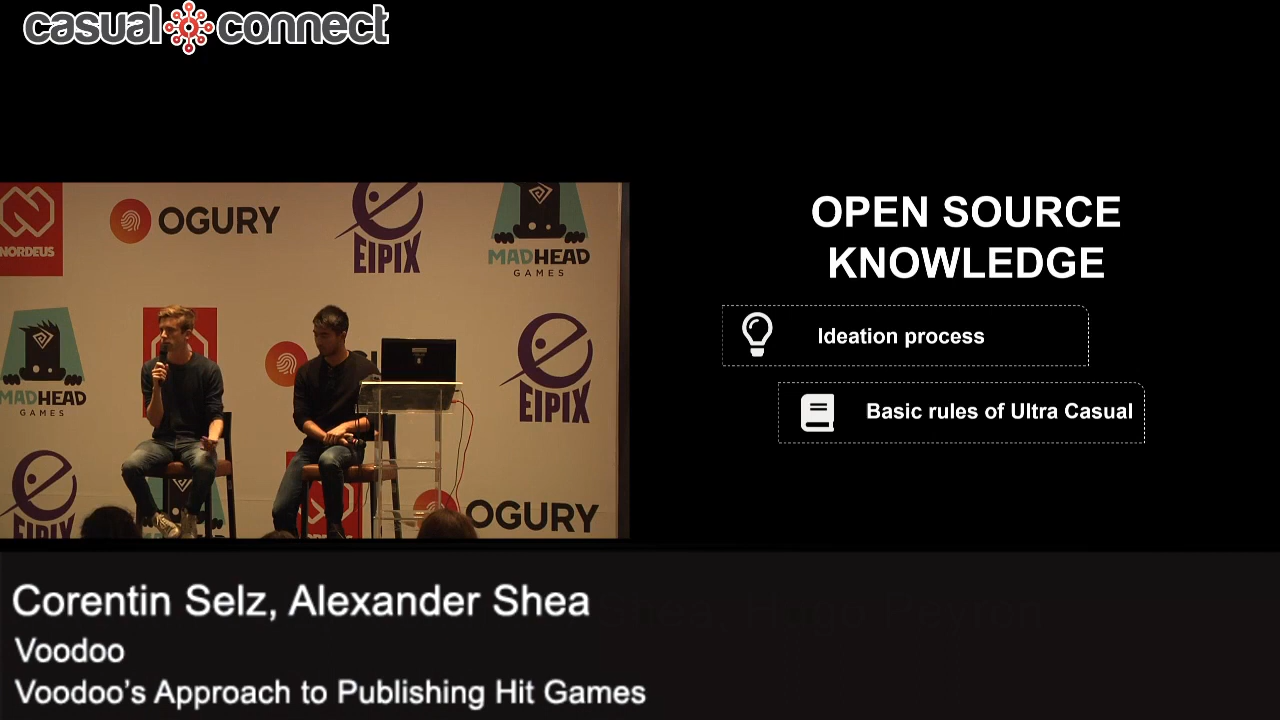 casual connect
NORDEUS
OGURY
EIPIX
MADHEAD
GAMES
MADHEAD
GAMES
EIPIX
EIPIX
OGURY
OPEN SOURCE
KNOWLEDGE
Ideation process
Basic rules of Ultra Casual
Corentin Selz, Alexander Shea
Voodoo
Voodoo's Approach to Publishing Hit Games